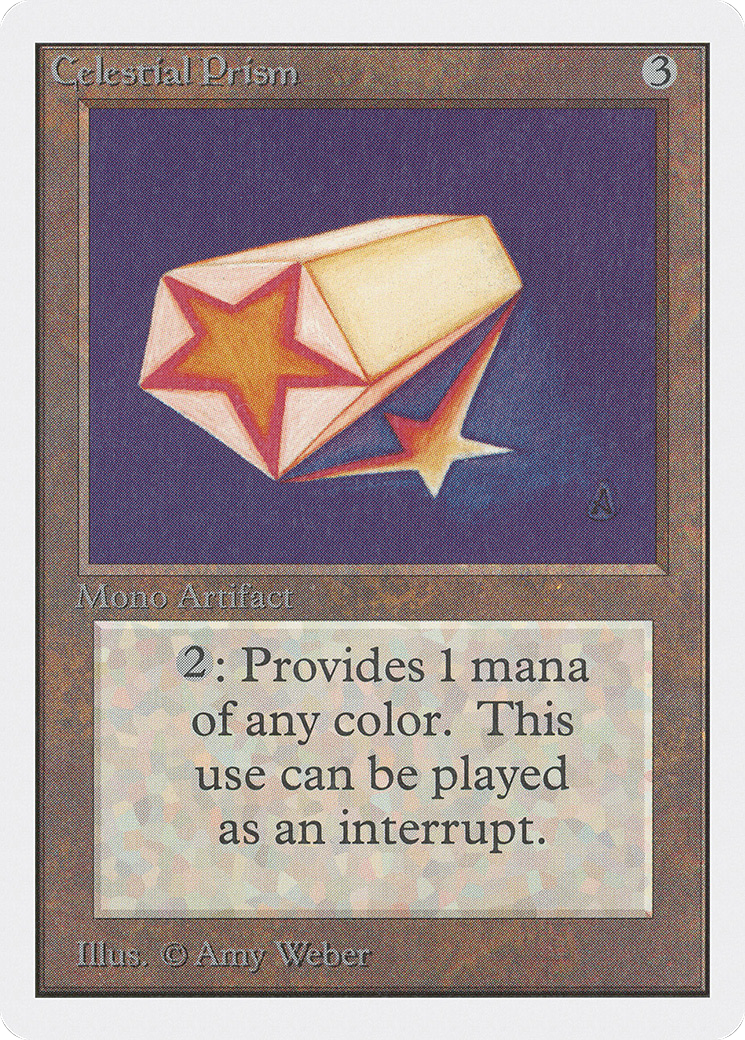 Celestial Prism 3
Mono Artifact
2: Provides 1 mana
of any color. This
use can be played
as an interrupt.
Illus. © Amy Weber